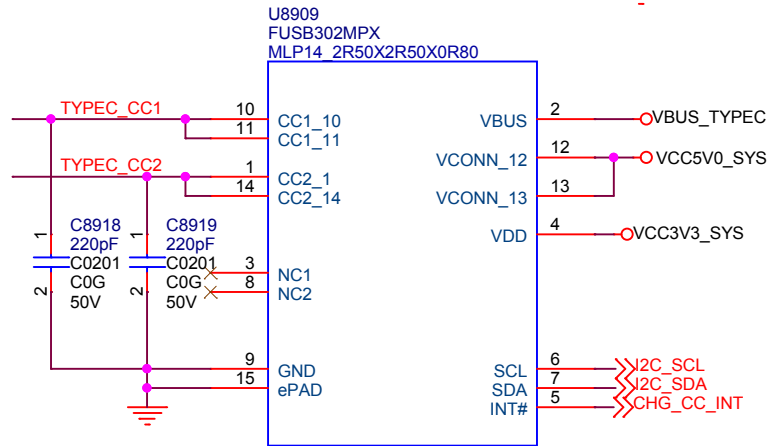 U8909
FUSB302MPX
MLP14_2R50X2R50X0R80
TYPEC_CC1
10
CC1_10
11
CC1_11
TYPEC_CC2
1
CC2_1
14
CC2_14
VBUS
2
VBUS_TYPEC
VCONN_12
12
VCC5V0_SYS
VCONN_13
13
VDD
4
VCC3V3_SYS
1
C8918
220pF
C0201
C0G
50V
2
1
C8919
220pF
C0201
C0G
50V
2
3
NC1
8
NC2
9
GND
15
ePAD
SCL
6
I2C_SCL
SDA
7
I2C_SDA
INT#
5
CHG_CC_INT